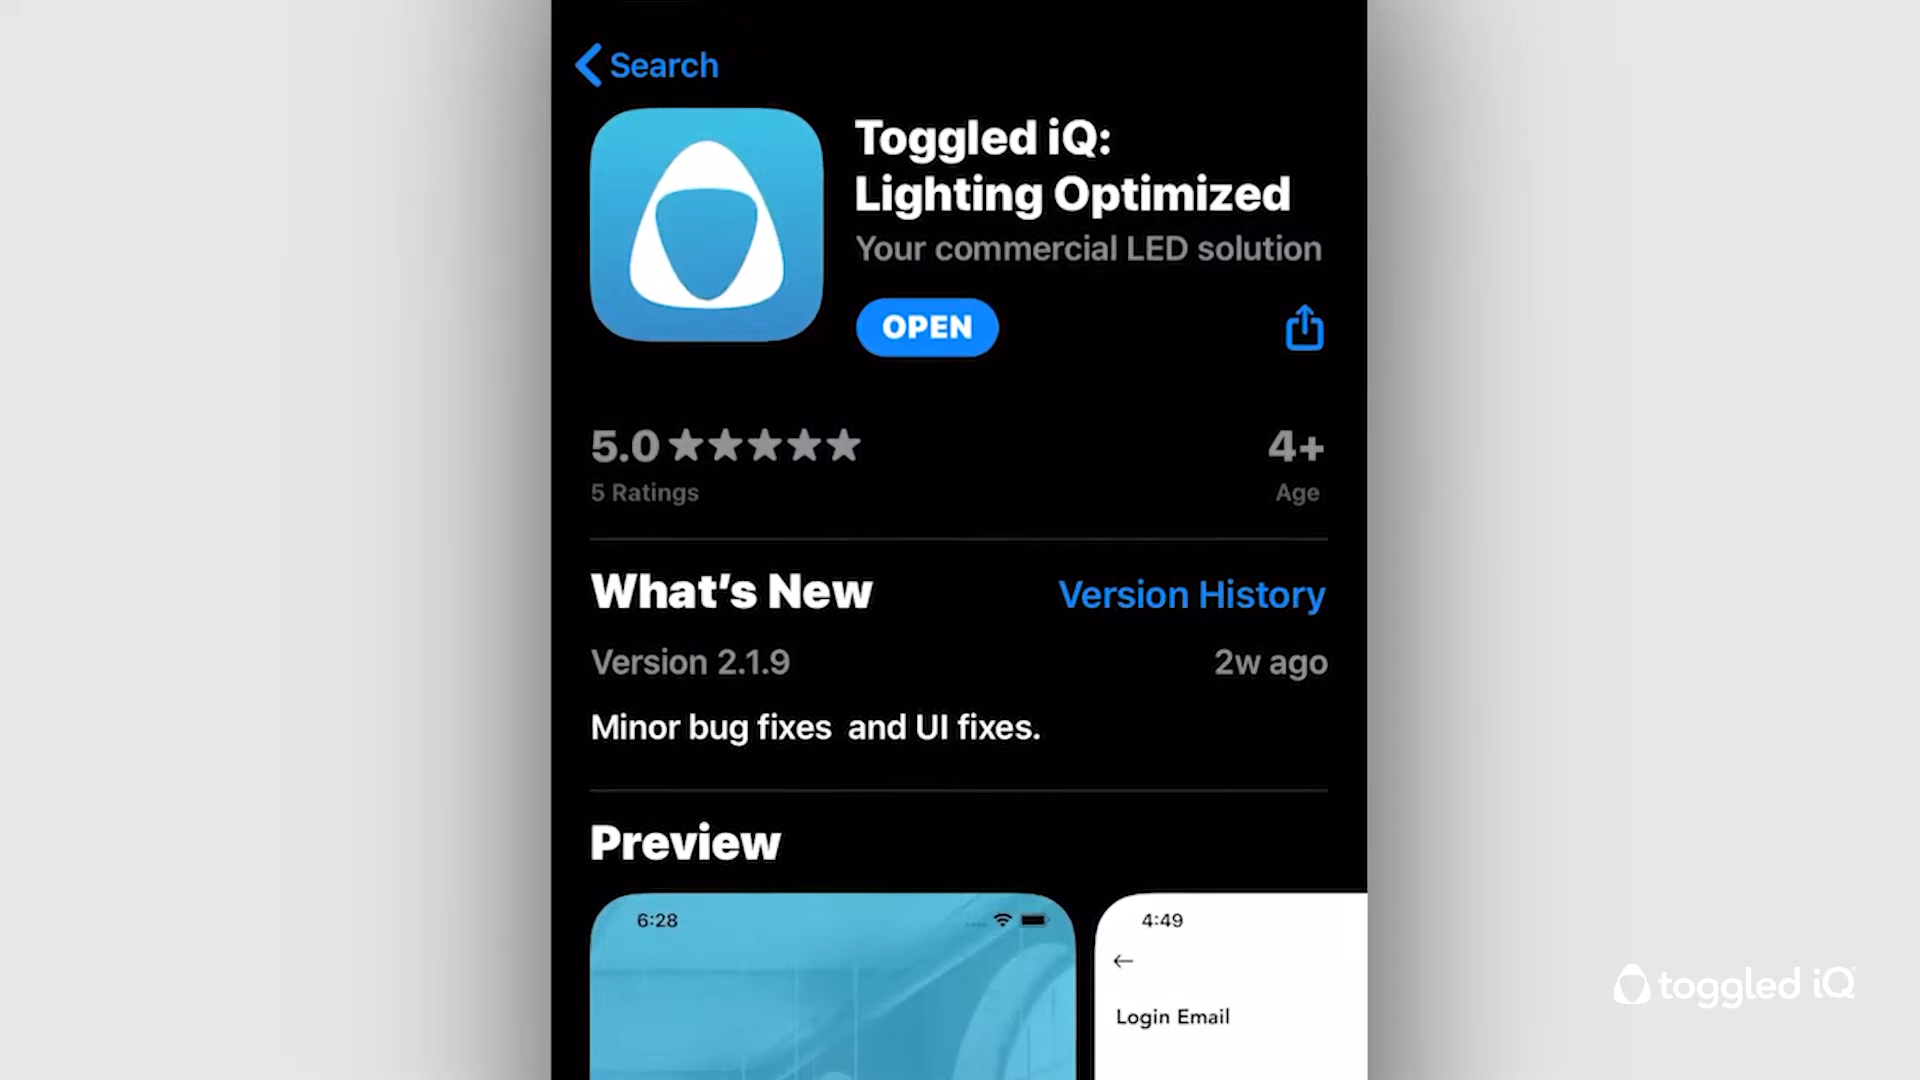 Search
Toggled iQ:
Lighting Optimized
Your commercial LED solution
OPEN
5.0
4+
5 Ratings
Age
What's New
Version History
Version 2.1.9
2w ago
Minor bug fixes  and UI fixes.
Preview
6:28
4:49
Login Email
toggled iQ